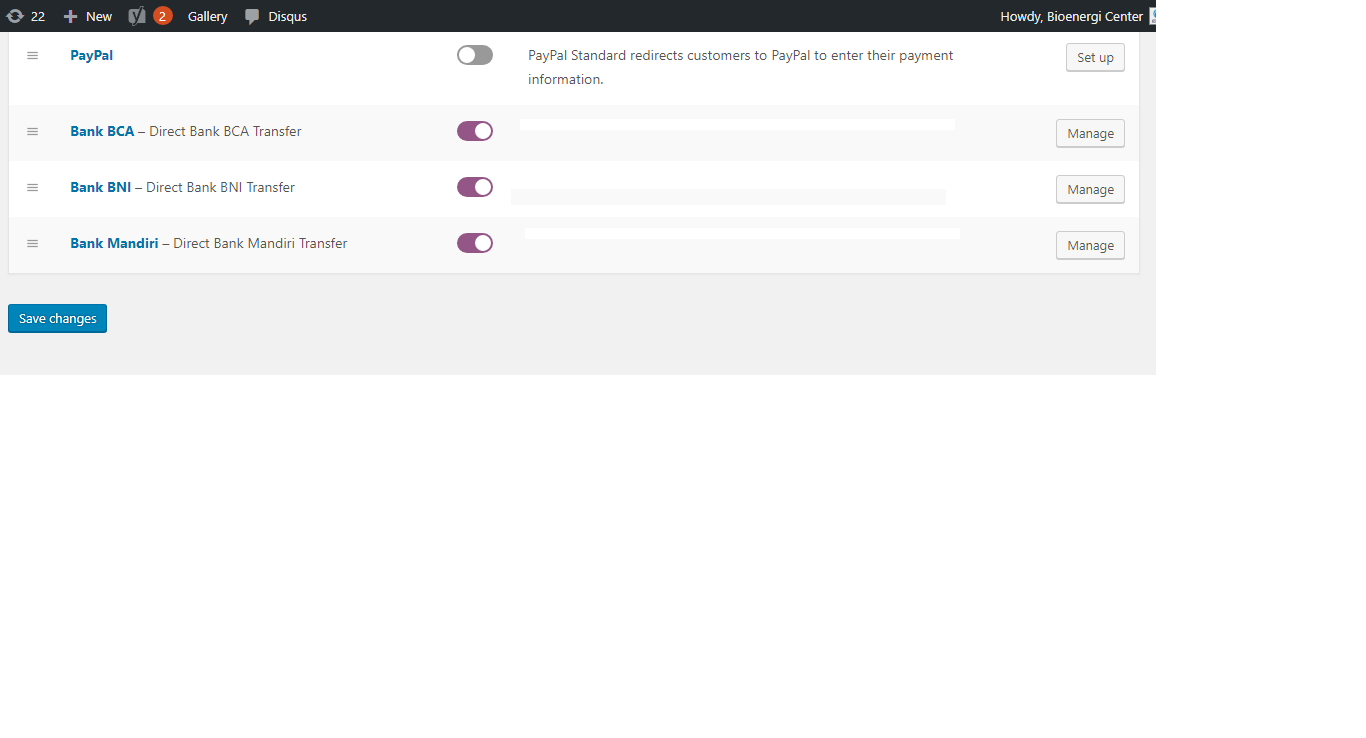 22 New 2 Gallery Disqus Howdy, Bioenergi Center
PayPal PayPal Standard redirects customers to PayPal to enter their payment Set up
information.
Bank BCA – Direct Bank BCA Transfer Manage
Bank BNI – Direct Bank BNI Transfer Manage
Bank Mandiri – Direct Bank Mandiri Transfer Manage
Save changes